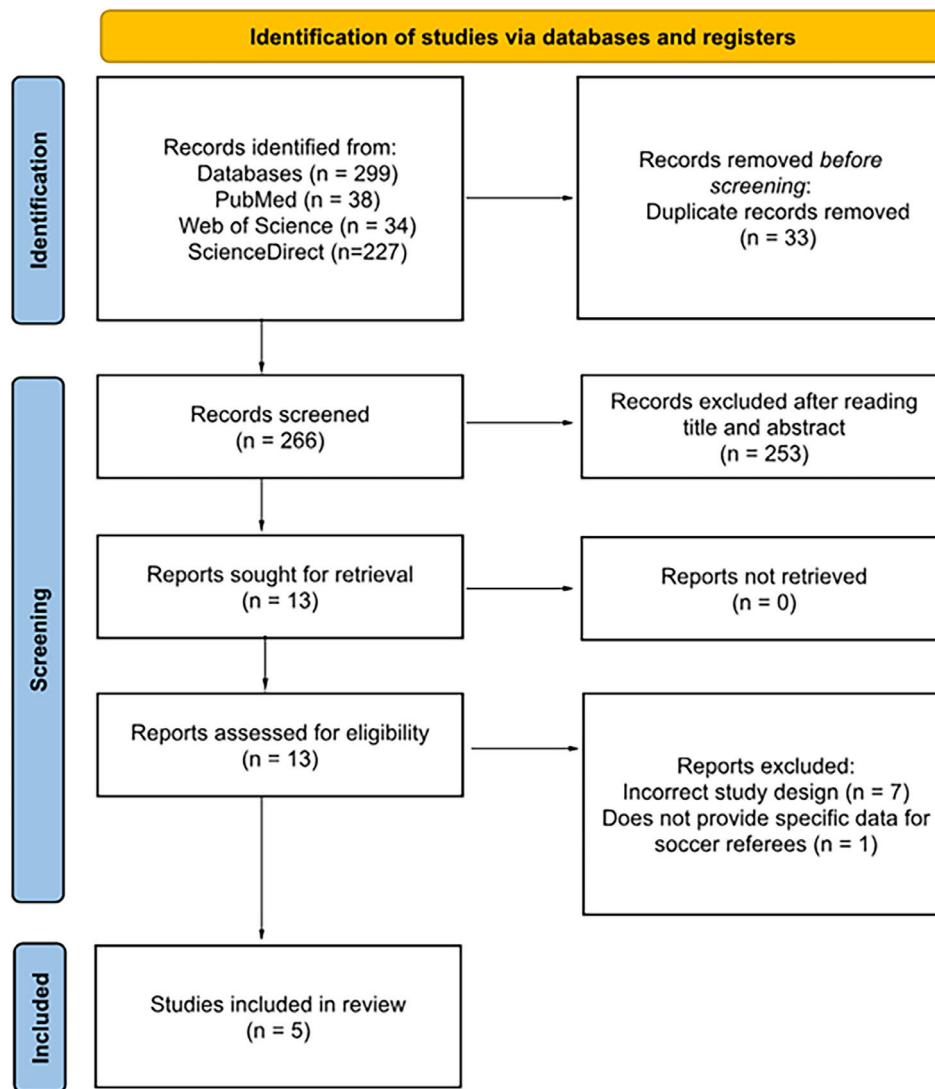 Identification of studies via databases and registers
Identification
Records identified from:
Databases (n = 299)
PubMed (n = 38)
Web of Science (n = 34)
ScienceDirect (n=227)
Records removed before
screening:
Duplicate records removed
(n = 33)
Screening
Records screened
(n = 266)
Records excluded after reading
title and abstract
(n = 253)
Reports sought for retrieval
(n = 13)
Reports not retrieved
(n = 0)
Reports assessed for eligibility
(n = 13)
Reports excluded:
Incorrect study design (n = 7)
Does not provide specific data for
soccer referees (n = 1)
Included
Studies included in review
(n = 5)